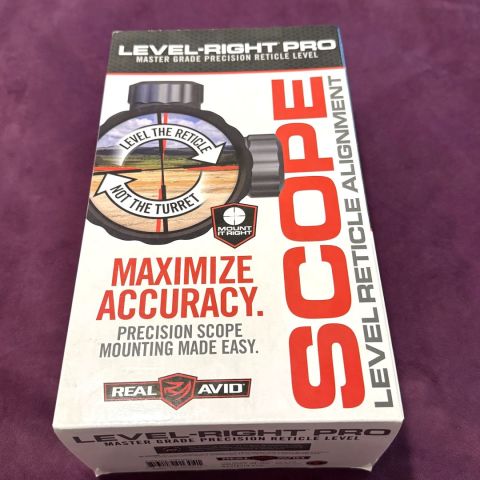 LEVEL-RIGHT PRO
MASTER GRADE PRECISION RETICLE LEVEL
LEVEL THE RETICLE
NOT THE TURRET
MOUNT
IT RIGHT
SCOPE
LEVEL RETICLE ALIGNMENT
MAXIMIZE
ACCURACY.
PRECISION SCOPE
MOUNTING MADE EASY.
REAL AVID
LEVEL-RIGHT PRO
MASTER GRADE PRECISION RETICLE LEVEL
REAL AVID